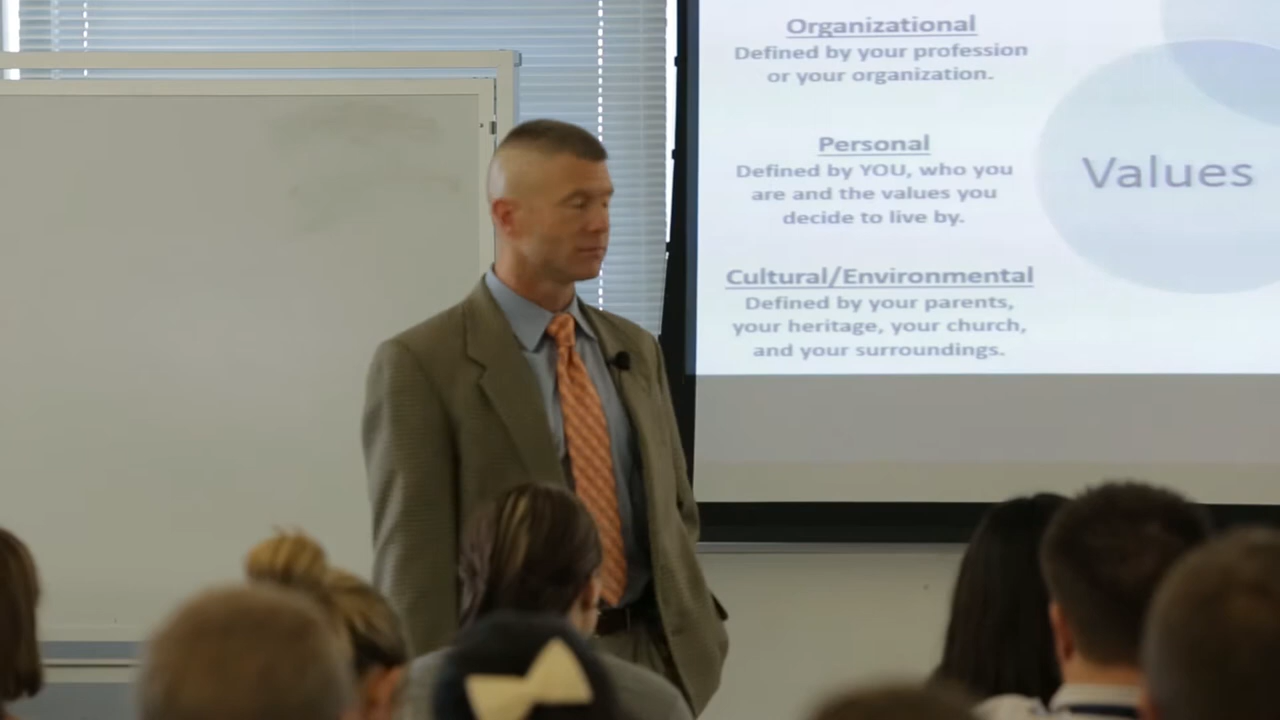 Organizational
Defined by your profession
or your organization.
Personal
Defined by YOU, who you
are and the values you
decide to live by.
Cultural/Environmental
Defined by your parents,
your heritage, your church,
and your surroundings.
Values